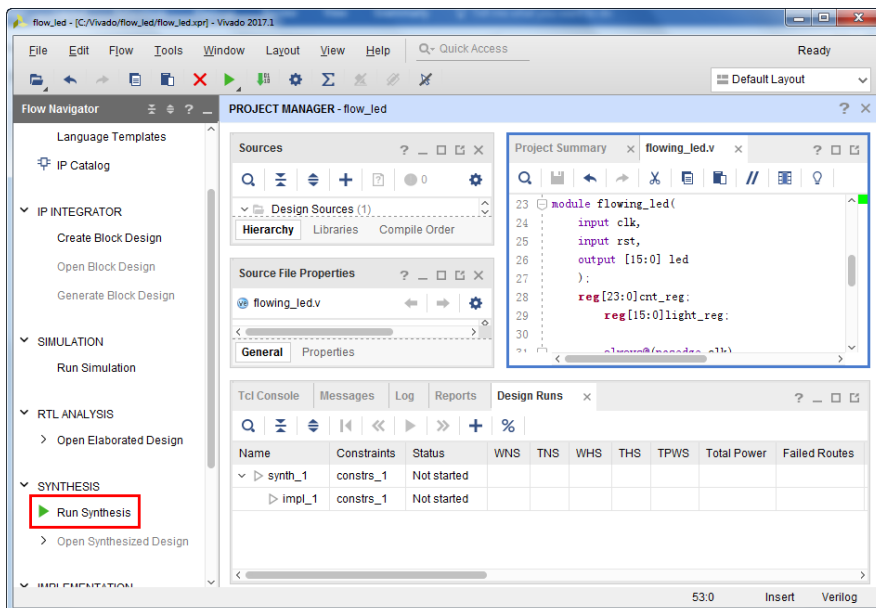 flow_led - [C:/Vivado/flow_led/flow_led.xpr] - Vivado 2017.1
File Edit Flow Tools Window Layout View Help Quick Access Ready
Default Layout
Flow Navigator
PROJECT MANAGER - flow_led
Language Templates
IP Catalog
IP INTEGRATOR
Create Block Design
Open Block Design
Generate Block Design
SIMULATION
Run Simulation
RTL ANALYSIS
Open Elaborated Design
SYNTHESIS
Run Synthesis
Open Synthesized Design
IMPLEMENTATION
Sources
0
Design Sources (1)
Hierarchy Libraries Compile Order
Source File Properties
flowing_led.v
General Properties
Project Summary flowing_led.v
23 module flowing_led(
24 input clk,
25 input rst,
26 output [15:0] led
27 );
28 reg[23:0]cnt_reg;
29 reg[15:0]light_reg;
30
31 always@(posedge clk)
Tcl Console Messages Log Reports Design Runs
Name Constraints Status WNS TNS WHS THS TPWS Total Power Failed Routes
synth_1 constrs_1 Not started
impl_1 constrs_1 Not started
53:0 Insert Verilog